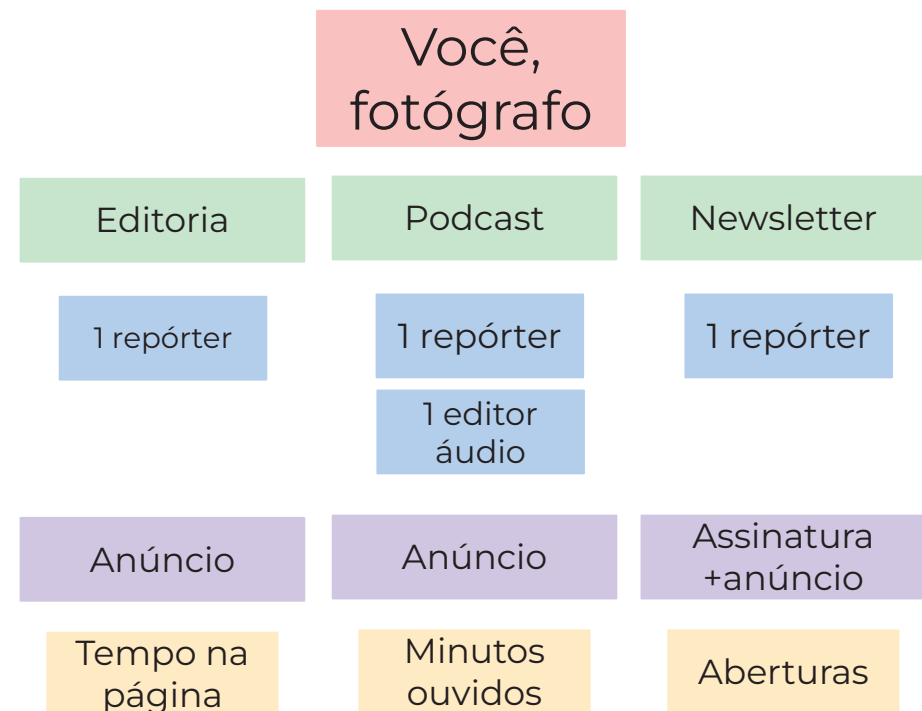 Você,
fotógrafo
Editoria
Podcast
Newsletter
1 repórter
1 repórter
1 repórter
1 editor
áudio
Anúncio
Anúncio
Assinatura
+anúncio
Tempo na
página
Minutos
ouvidos
Aberturas